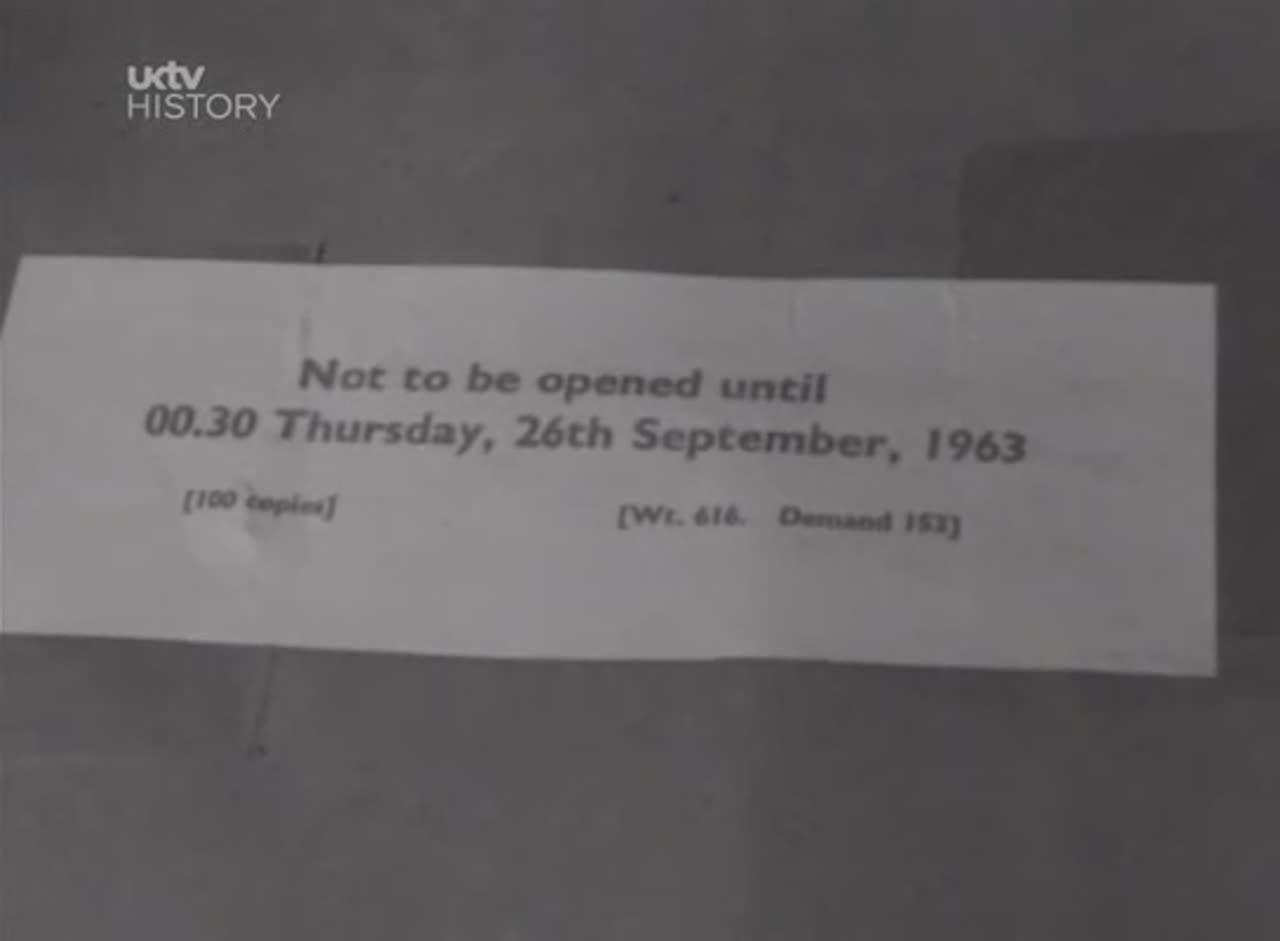 uktv
HISTORY
Not to be opened until
00.30 Thursday, 26th September, 1963
[100 copies]
[Wt. 616. Demand 153]